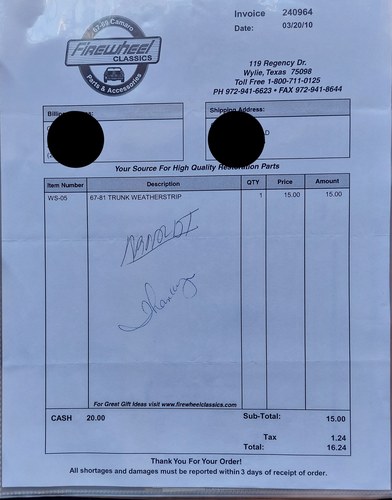 Invoice 240964
Date: 03/20/10
67-69 Camaro
FIREWHEEL
CLASSICS
Parts & Accessories
119 Regency Dr.
Wylie, Texas 75098
Toll Free 1-800-711-0125
PH 972-941-6623 • FAX 972-941-8644
Shipping Address:
Your Source For High Quality Restoration Parts
Item Number Description QTY Price Amount
WS-05 67-81 TRUNK WEATHERSTRIP 1 15.00 15.00
For Great Gift Ideas visit www.firewheelclassics.com
CASH 20.00 Sub-Total: 15.00
Tax 1.24
Total: 16.24
Thank You For Your Order!
All shortages and damages must be reported within 3 days of receipt of order.